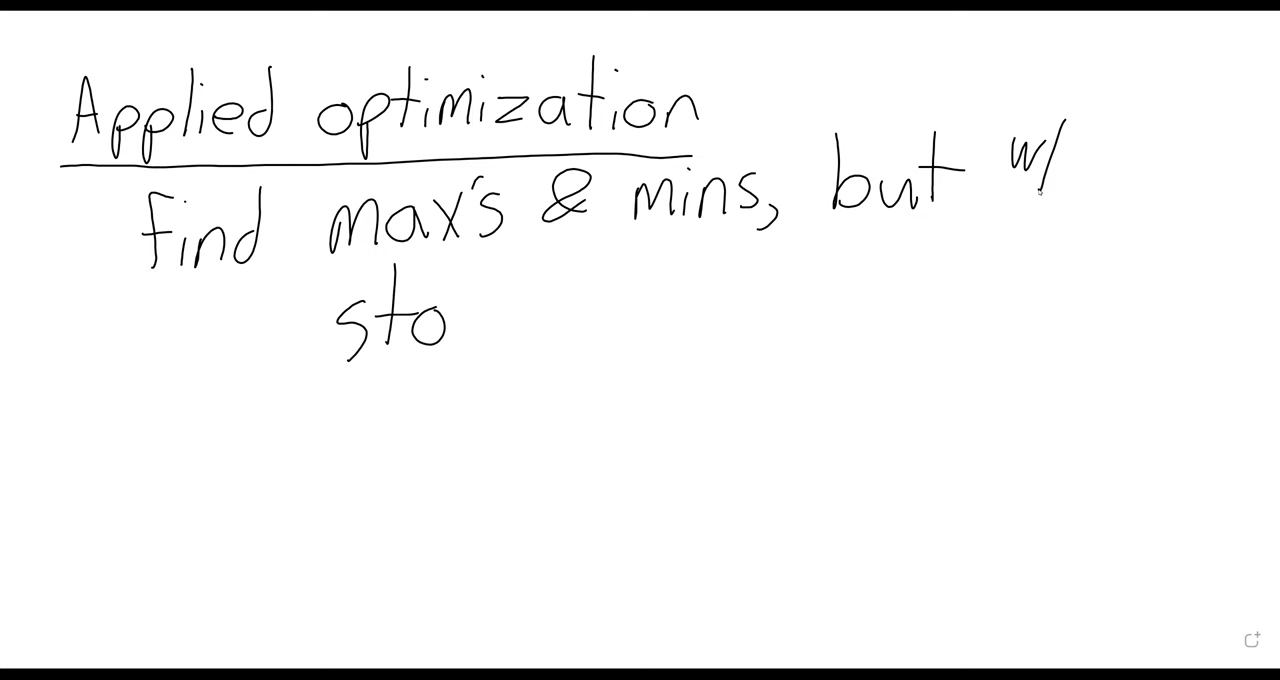 Applied optimization
find max's & mins, but w/
sto